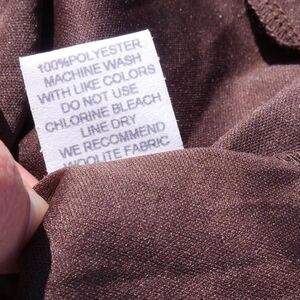 100%POLYESTER
MACHINE WASH
WITH LIKE COLORS
DO NOT USE
CHLORINE BLEACH
LINE DRY
WE RECOMMEND
WOOLITE FABRIC